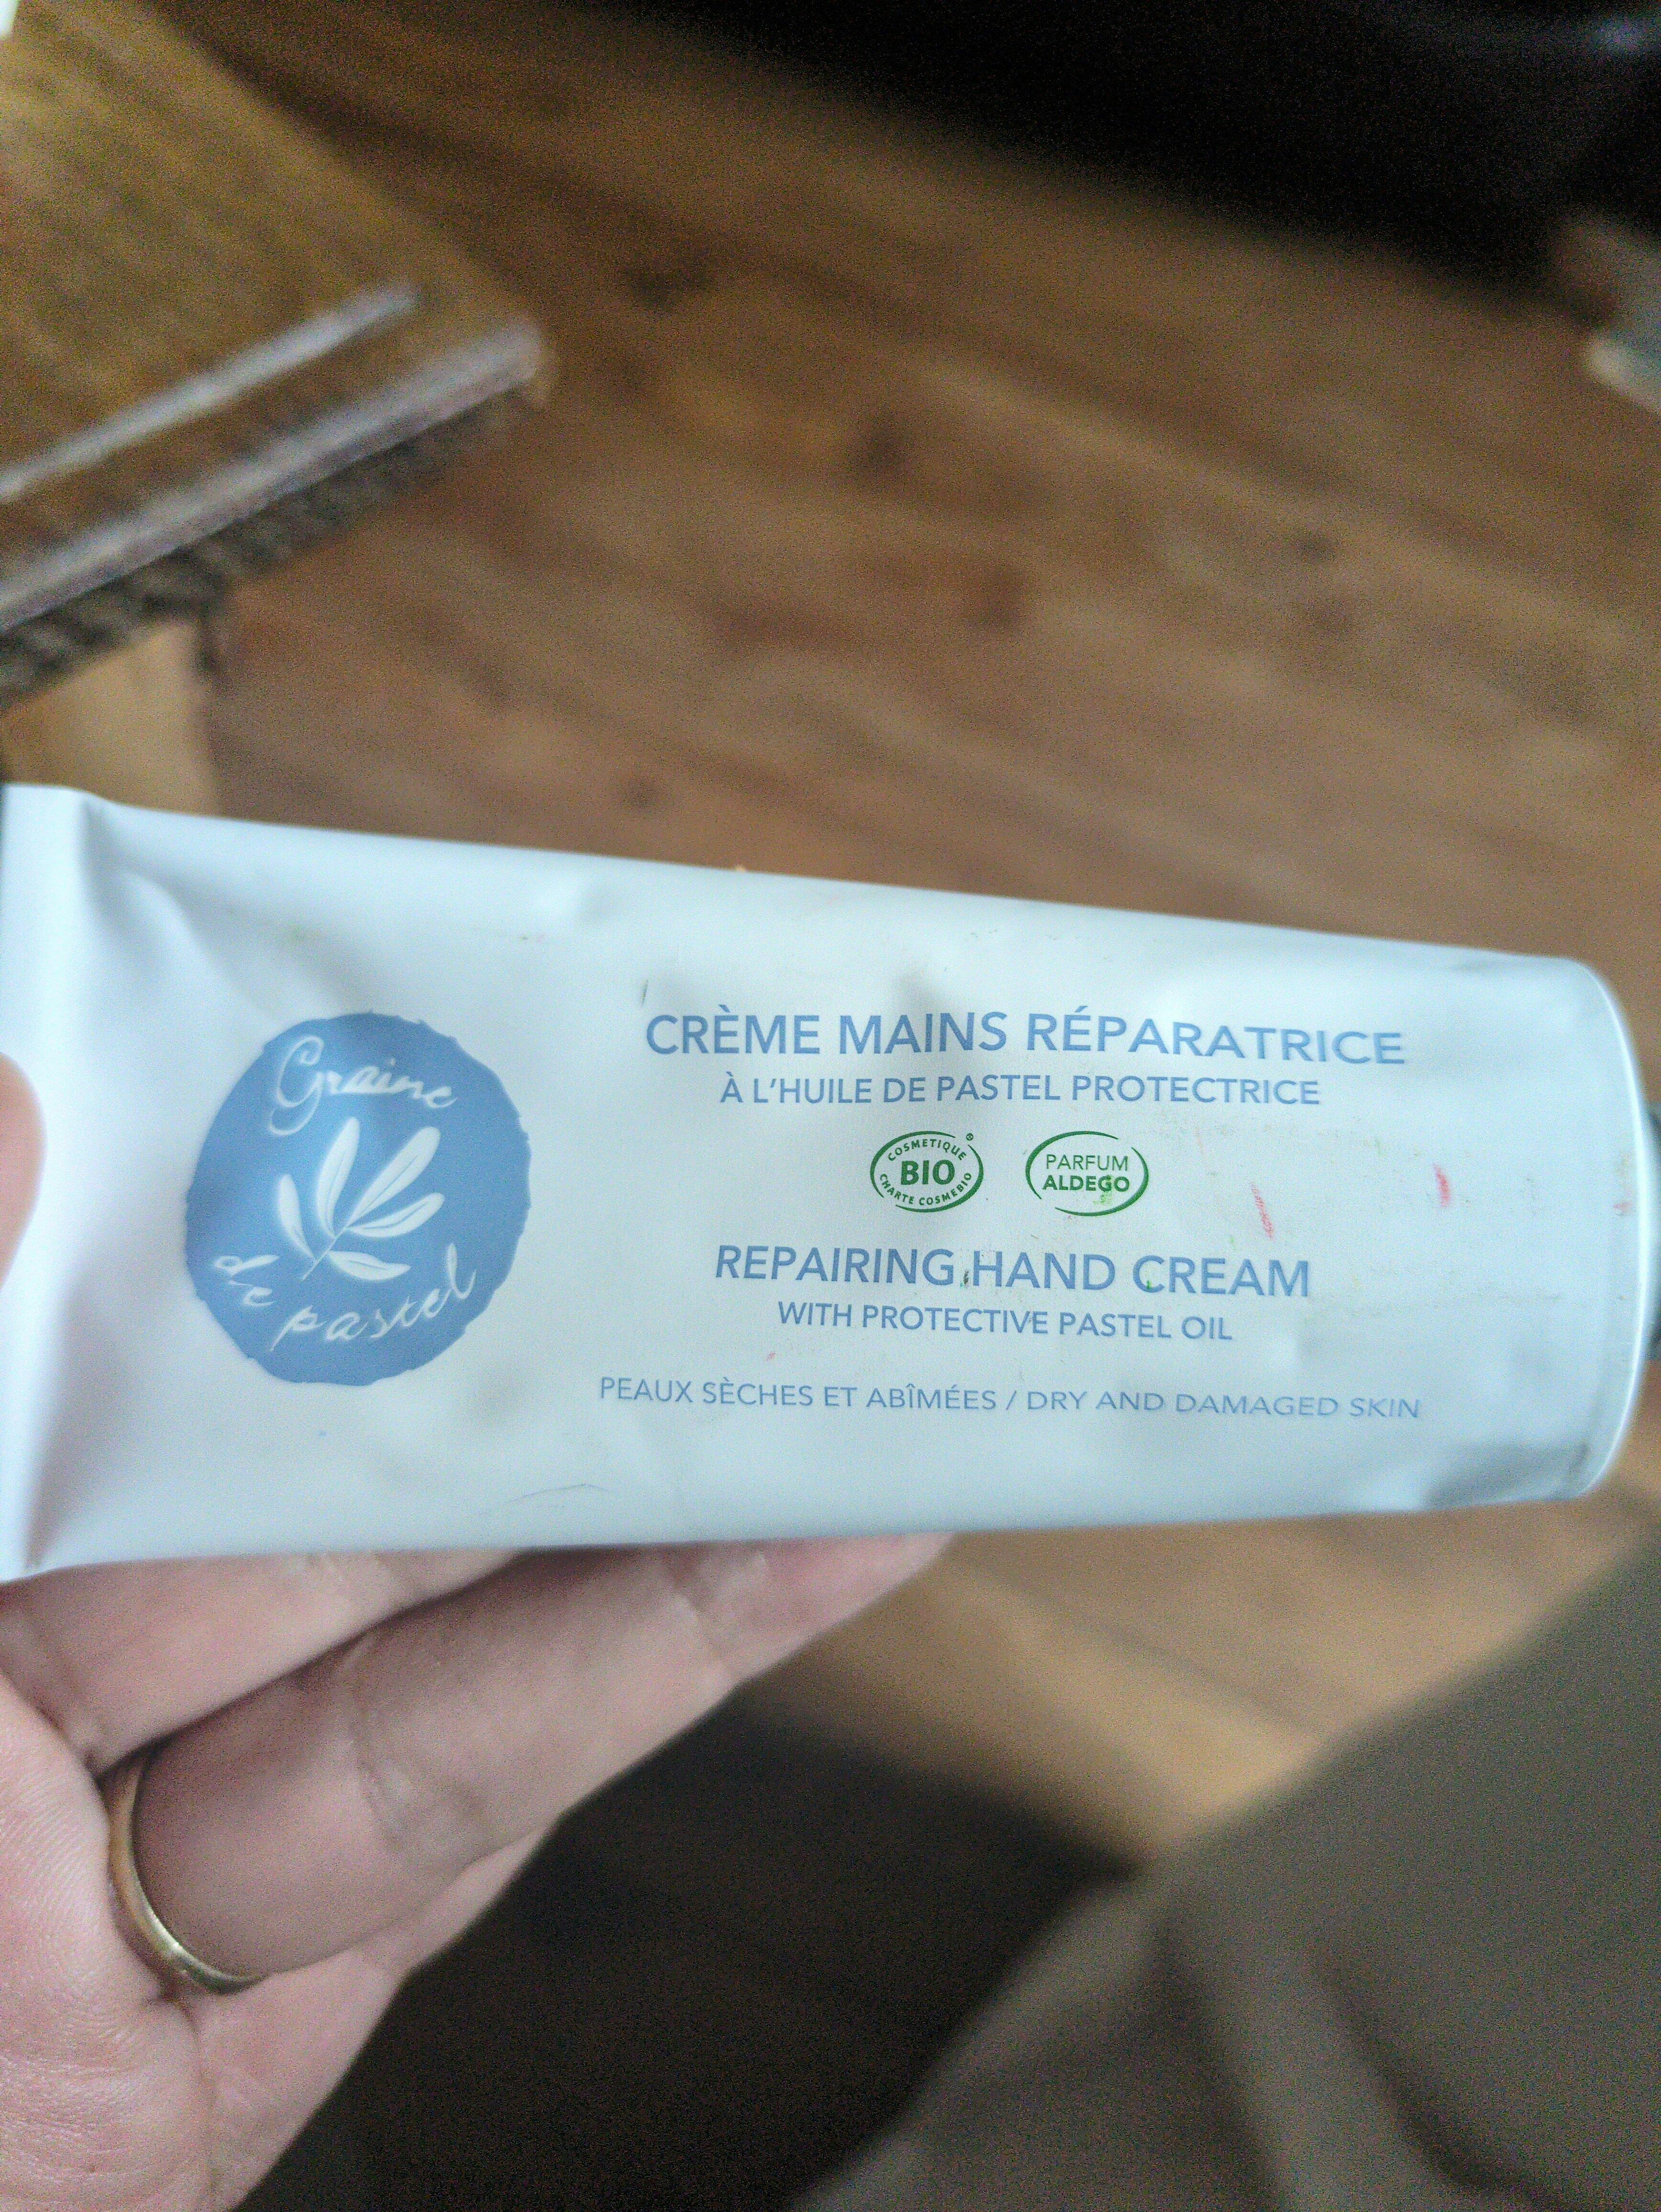 Graine
de pastel
CRÈME MAINS RÉPARATRICE
À L'HUILE DE PASTEL PROTECTRICE
COSMETIQUE ®
BIO
CHARTE COSMEBIO
PARFUM
ALDEGO
REPAIRING HAND CREAM
WITH PROTECTIVE PASTEL OIL
PEAUX SÈCHES ET ABÎMÉES / DRY AND DAMAGED SKIN